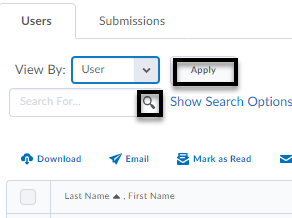 Users Submissions
View By: User Apply
Search For... Show Search Options
Download Email Mark as Read
Last Name , First Name